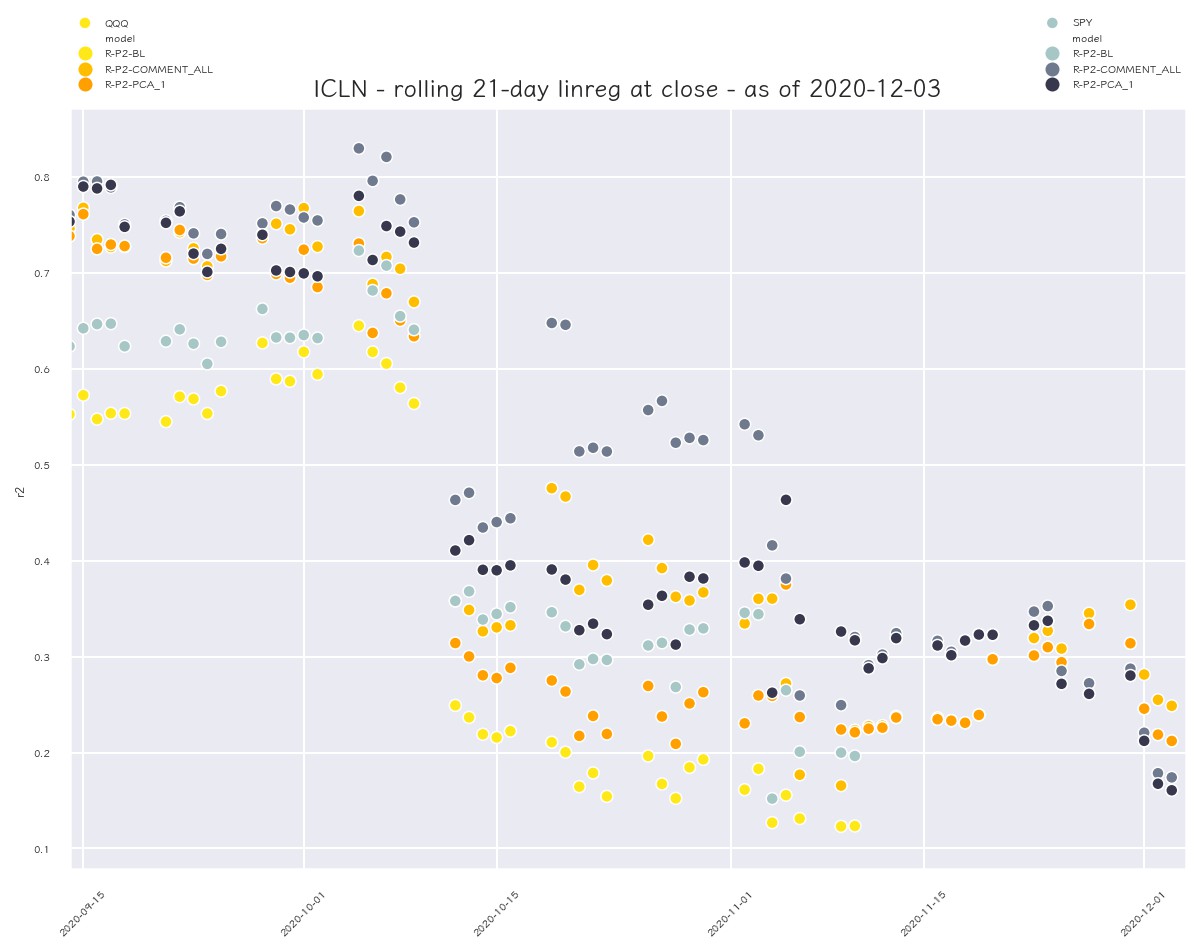 QQQ
model
R-P2-BL
R-P2-COMMENT_ALL
R-P2-PCA_1
SPY
model
R-P2-BL
R-P2-COMMENT_ALL
R-P2-PCA_1
ICLN - rolling 21-day linreg at close - as of 2020-12-03
0.8
0.7
0.6
0.5
r2
0.4
0.3
0.2
0.1
2020-09-15
2020-10-01
2020-10-15
2020-11-01
2020-11-15
2020-12-01